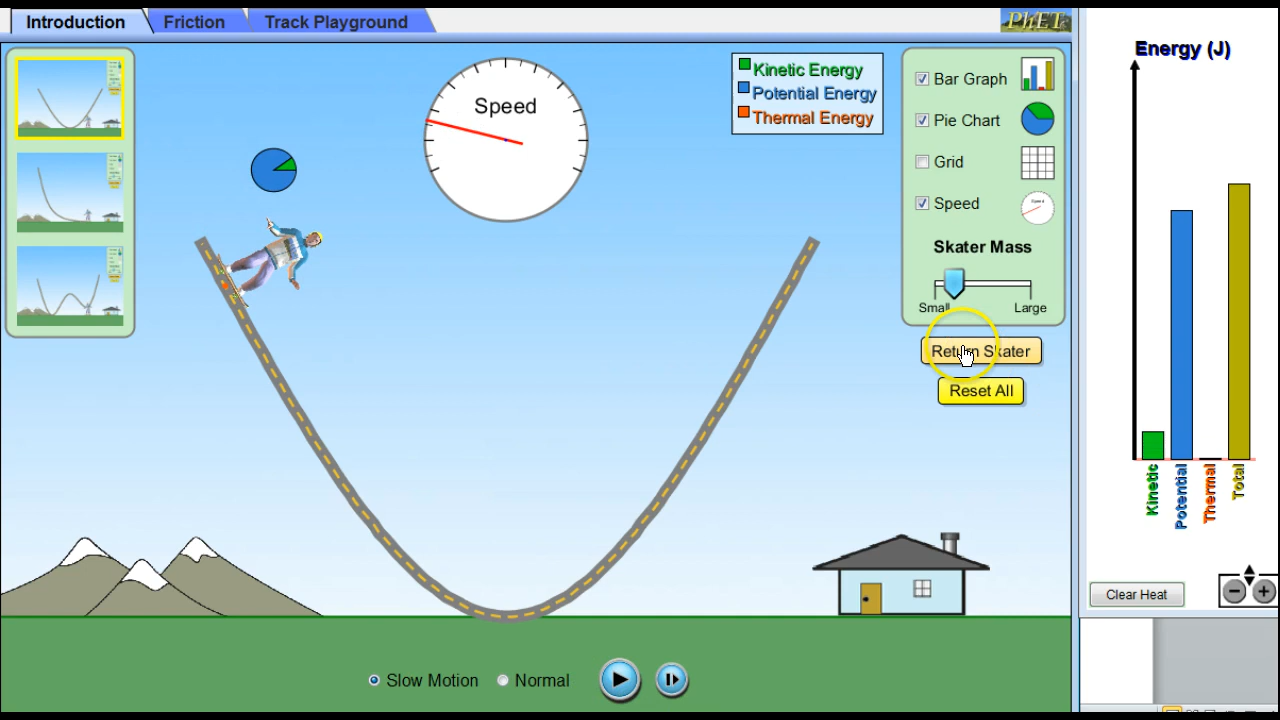 Introduction
Friction
Track Playground
PhET
Speed
Kinetic Energy
Potential Energy
Thermal Energy
Bar Graph
Pie Chart
Grid
Speed
Skater Mass
Small
Large
Return Skater
Reset All
Energy (J)
Kinetic
Potential
Thermal
Total
Clear Heat
Slow Motion
Normal